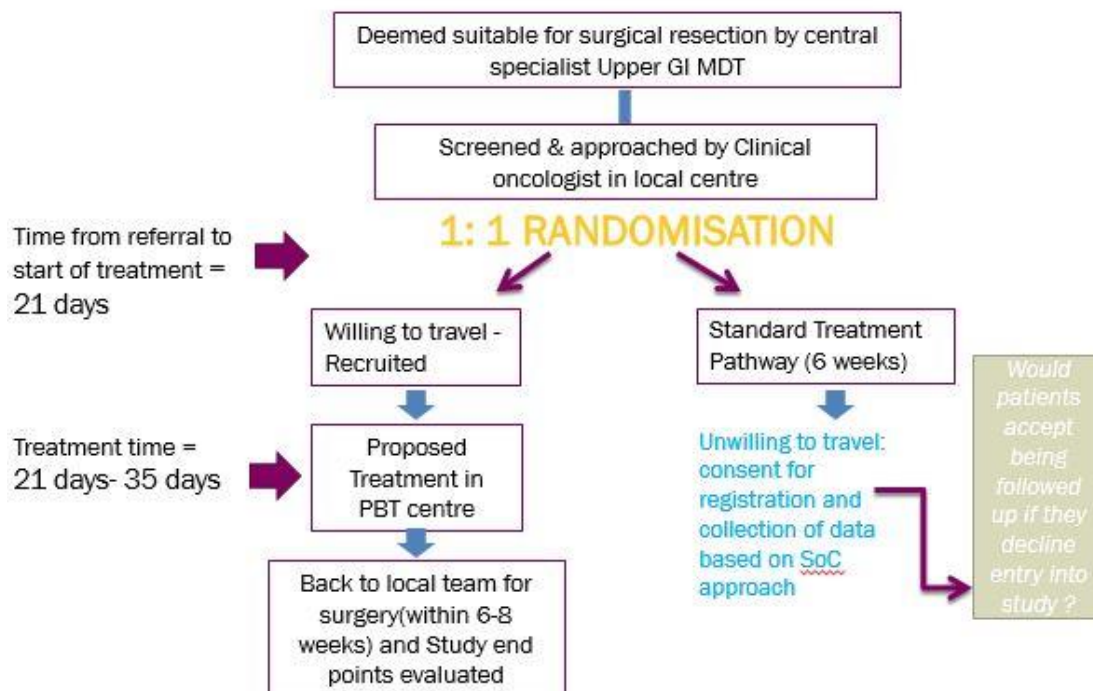 Deemed suitable for surgical resection by central
specialist Upper GI MDT
Screened & approached by Clinical
oncologist in local centre
1: 1 RANDOMISATION
Time from referral to
start of treatment =
21 days
Willing to travel -
Recruited
Standard Treatment
Pathway (6 weeks)
Treatment time =
21 days- 35 days
Proposed
Treatment in
PBT centre
Unwilling to travel:
consent for
registration and
collection of data
based on SoC
approach
Would
patients
accept
being
followed
up if they
decline
entry into
study ?
Back to local team for
surgery(within 6-8
weeks) and Study end
points evaluated